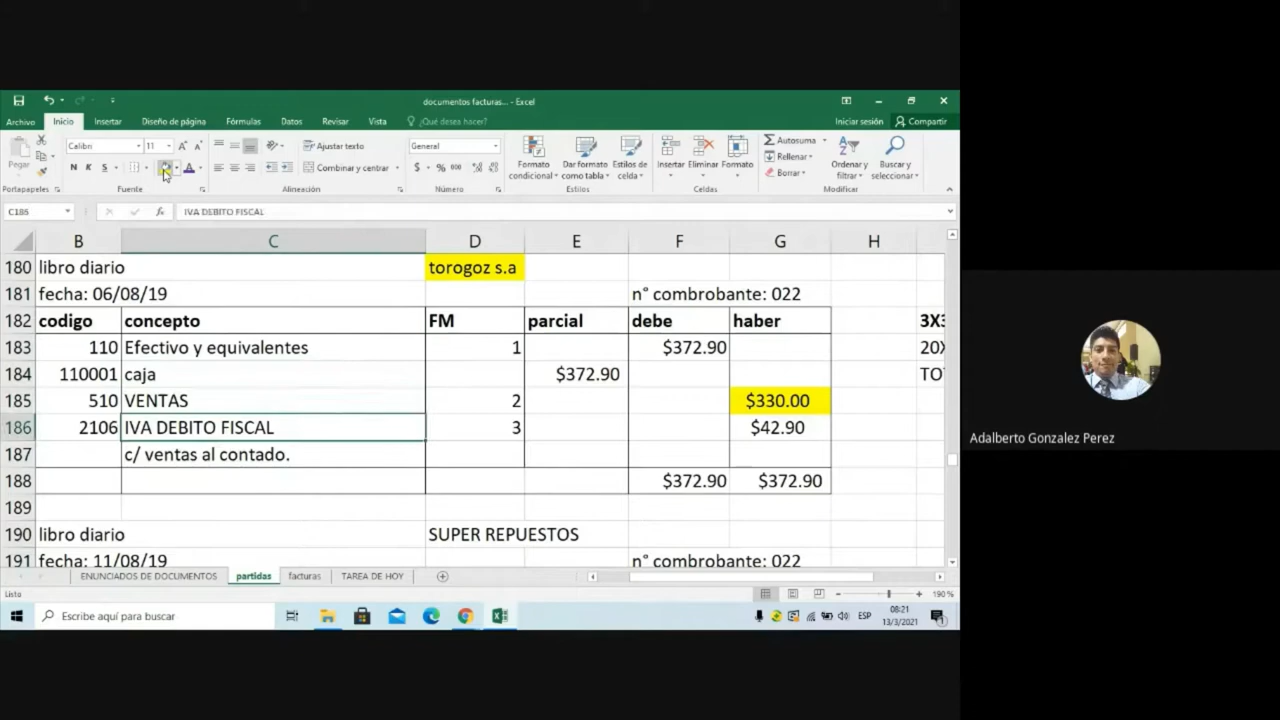 documentos facturas... - Excel
Archivo Inicio Insertar Diseño de página Fórmulas Datos Revisar Vista ¿Qué desea hacer? Iniciar sesión Compartir
Pegar
Calibri 11
N K S
Ajustar texto
Combinar y centrar
General
$ % 000
Formato condicional
Dar formato como tabla
Estilos de celda
Insertar Eliminar Formato
Autosuma
Rellenar
Borrar
Ordenar y filtrar
Buscar y seleccionar
Portapapeles Fuente Alineación Número Estilos Celdas Modificar
C186 fx IVA DEBITO FISCAL
B C D E F G H
180 libro diario torogoz s.a
181 fecha: 06/08/19 n° combrobante: 022
182 codigo concepto FM parcial debe haber
183 110 Efectivo y equivalentes 1 $372.90
184 110001 caja $372.90
185 510 VENTAS 2 $330.00
186 2106 IVA DEBITO FISCAL 3 $42.90
187 c/ ventas al contado.
188 $372.90 $372.90
189
190 libro diario SUPER REPUESTOS
191 fecha: 11/08/19 n° combrobante: 022
ENUNCIADOS DE DOCUMENTOS partidas facturas TAREA DE HOY
Listo 190 %
Escribe aquí para buscar ESP 08:21
13/3/2021
Adalberto Gonzalez Perez